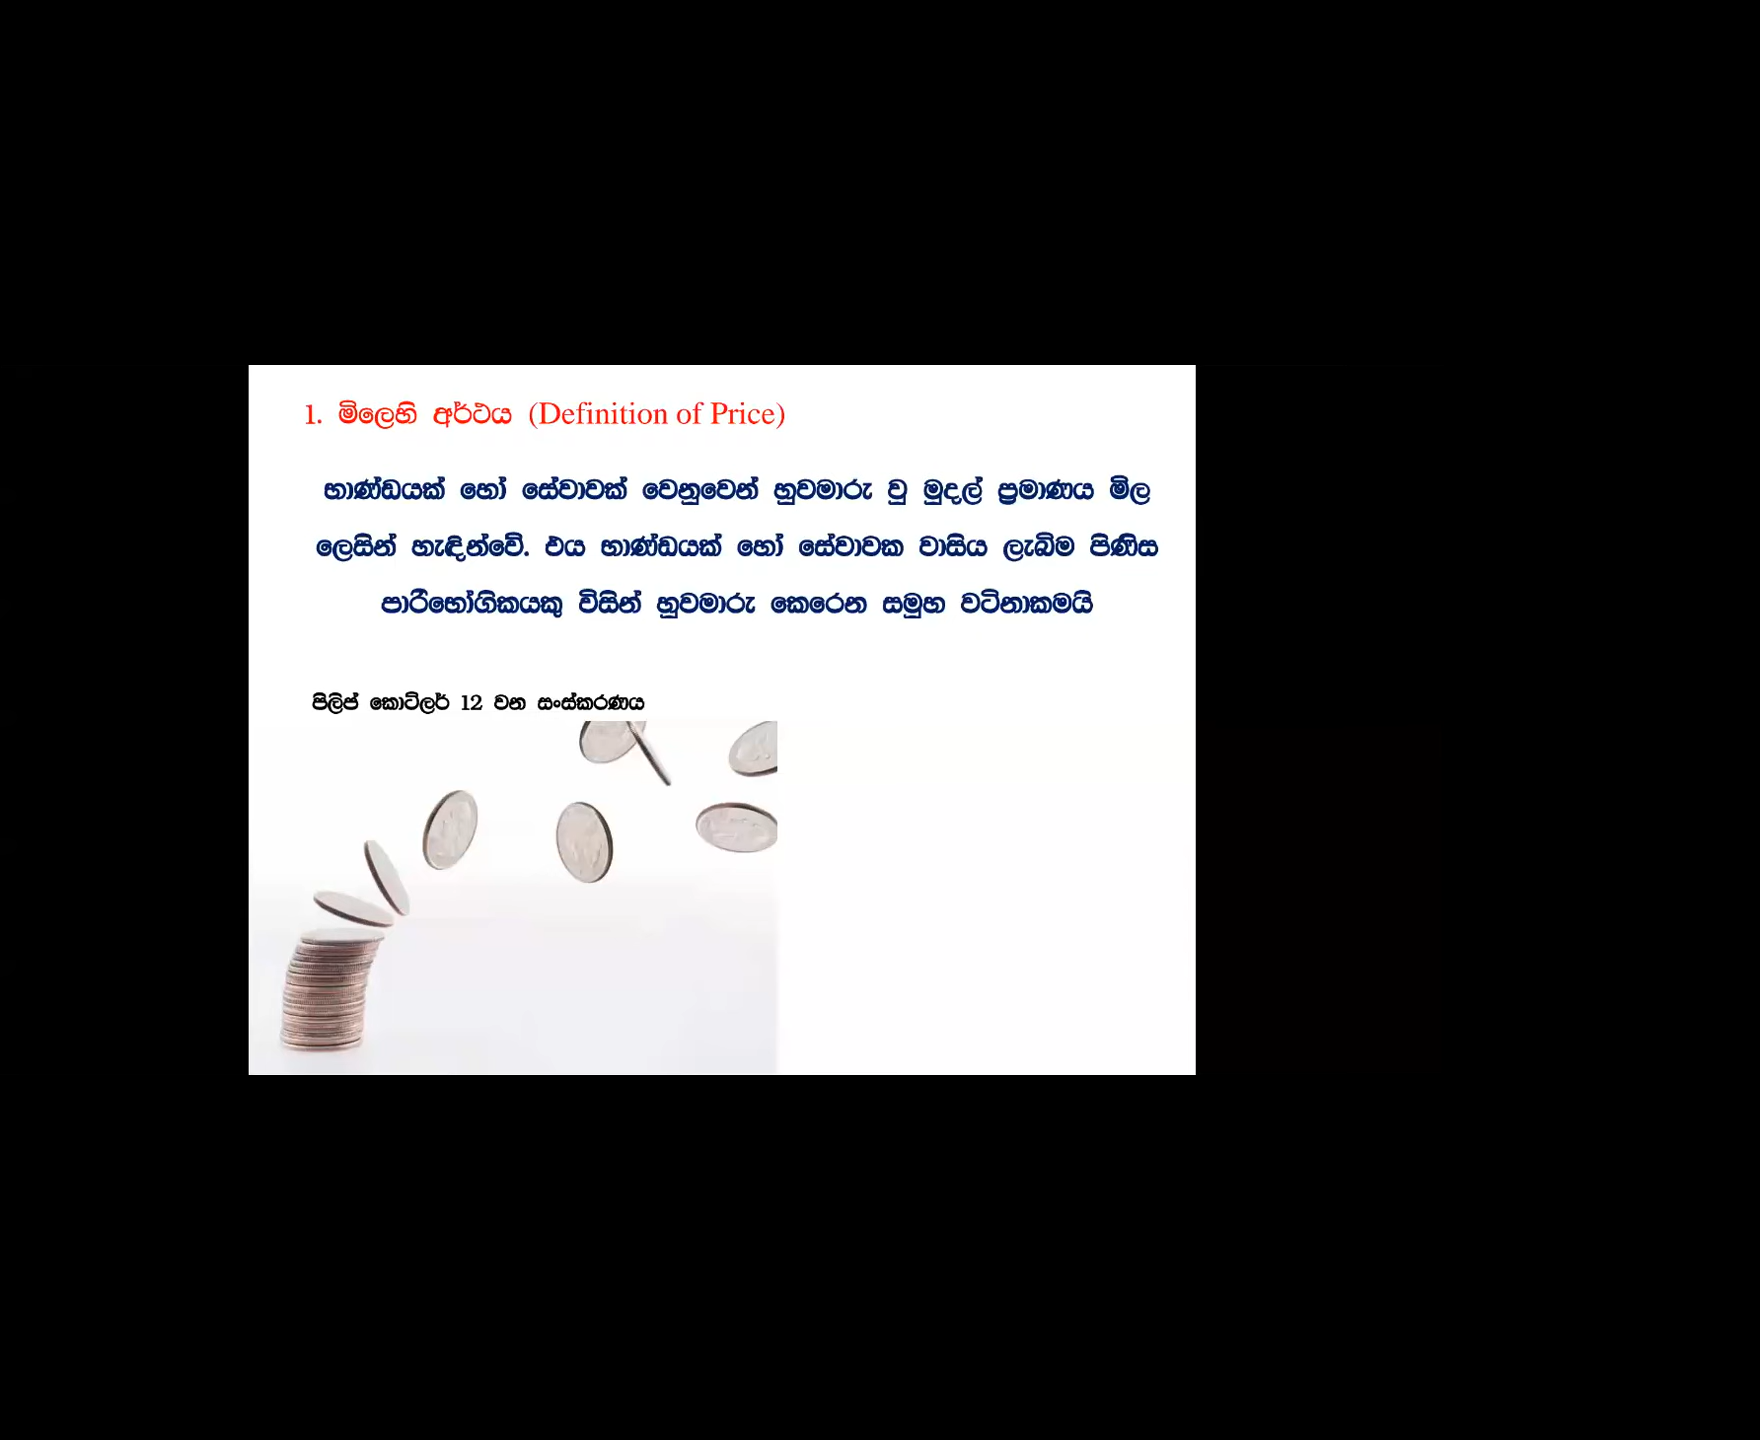 1. මිලෙහි අර්ථය (Definition of Price)
භාණ්ඩයක් හෝ සේවාවක් වෙනුවෙන් හුවමාරු වු මුදල් ප්‍රමාණය මිල
ලෙසින් හැඳින්වේ. එය භාණ්ඩයක් හෝ සේවාවක වාසිය ලැබිම පිණිස
පාරිභෝගිකයකු විසින් හුවමාරු කෙරෙන සමුහ වටිනාකමයි
පිලිප් කොට්ලර් 12 වන සංස්කරණය